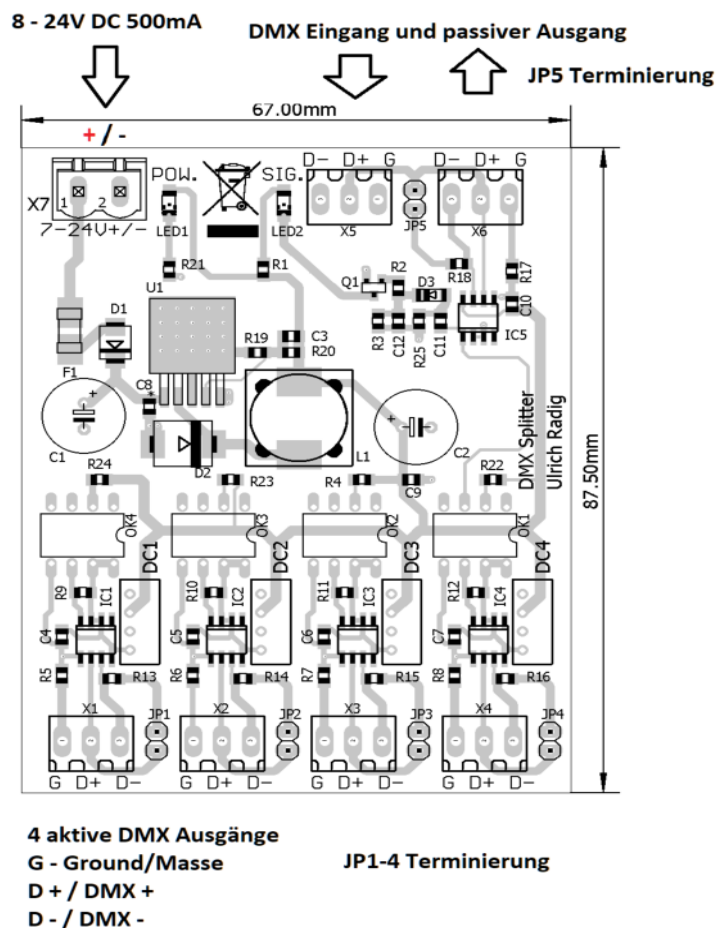 8 - 24V DC 500mA
DMX Eingang und passiver Ausgang
JP5 Terminierung
67.00mm
+ / -
POW.
SIG.
D- D+ G
D- D+ G
X7
1 2
7-24V+/-
LED1
LED2
X5
JP5
X6
R21
R1
Q1
R2
D3
R18
R17
C10
U1
IC5
D1
R19
C3
R20
R3
C12
R25
C11
F1
C8
+
+
C1
D2
L1
C2
DMX Splitter
Ulrich Radig
87.50mm
R24
R23
R4
C9
R22
OK4
OK3
OK2
OK1
DC1
DC2
DC3
DC4
R9
IC1
R10
IC2
R11
IC3
R12
IC4
C4
C5
C6
C7
R5
R13
R6
R14
R7
R15
R8
R16
X1
JP1
X2
JP2
X3
JP3
X4
JP4
G D+ D-
G D+ D-
G D+ D-
G D+ D-
4 aktive DMX Ausgänge
G - Ground/Masse
JP1-4 Terminierung
D + / DMX +
D - / DMX -